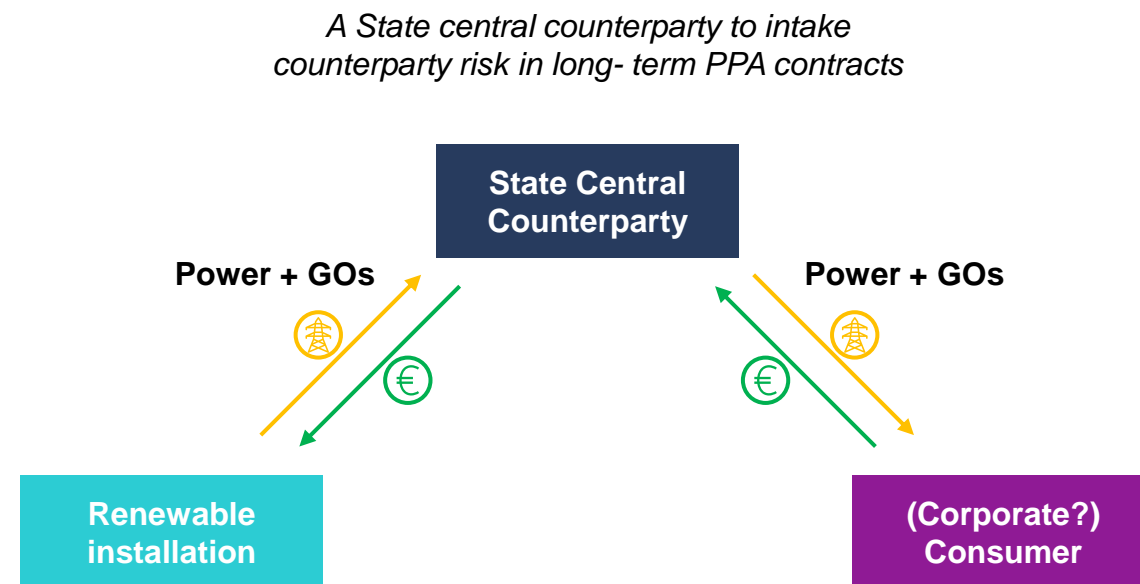 A State central counterparty to intake
counterparty risk in long- term PPA contracts
State Central
Counterparty
Power + GOs
Power + GOs
€
€
Renewable
installation
(Corporate?)
Consumer